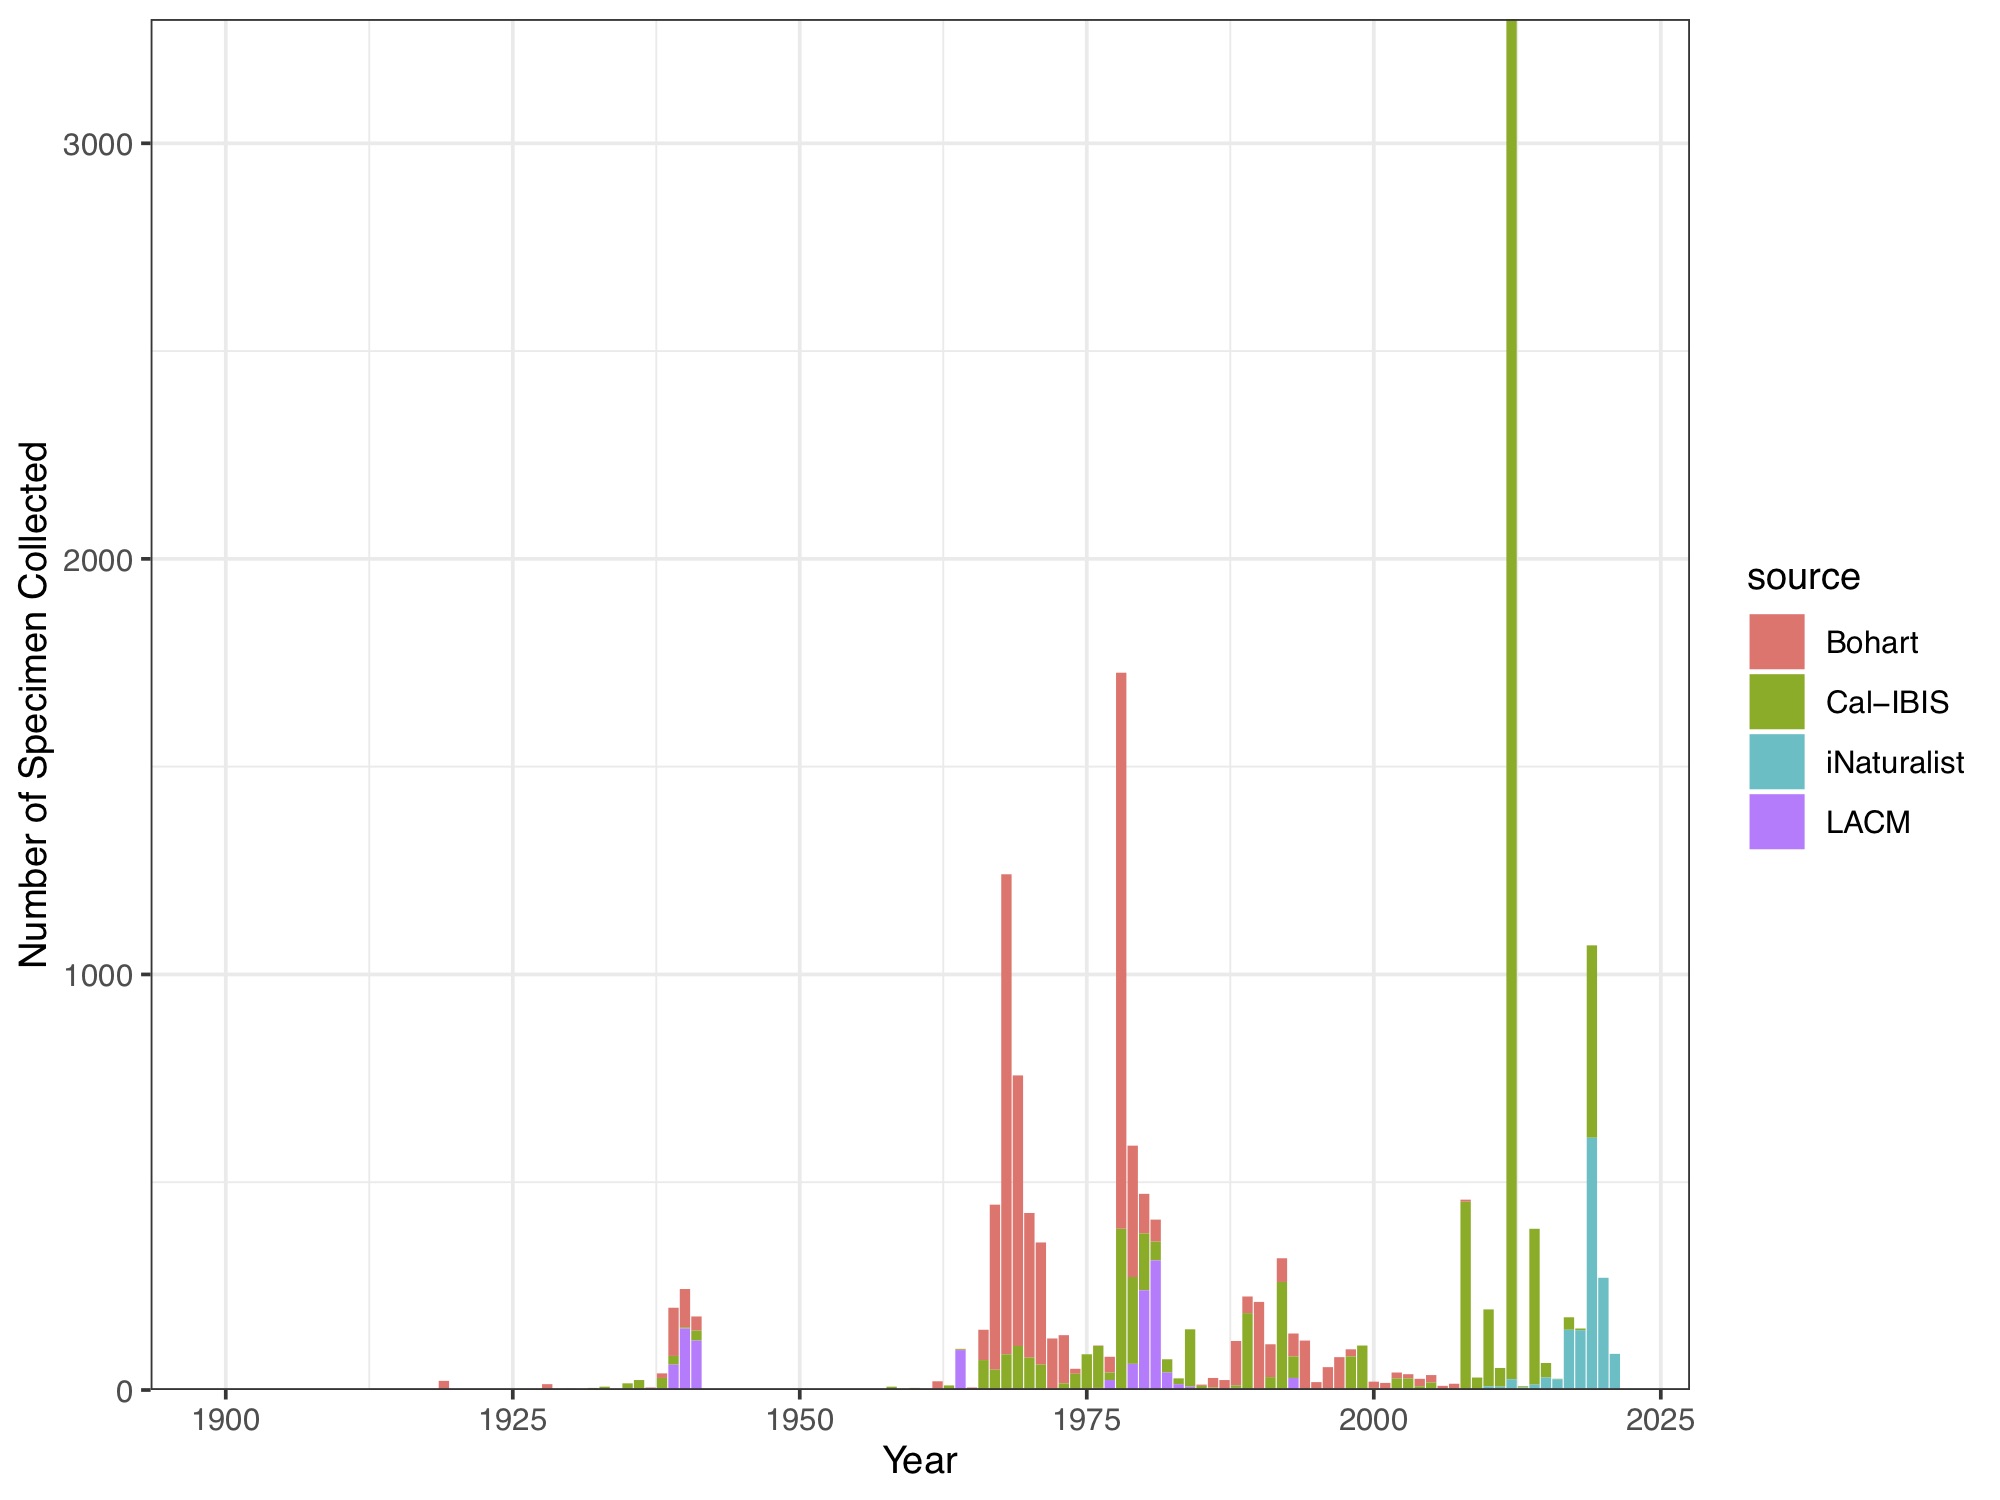 Number of Specimen Collected
3000
2000
1000
0
1900 1925 1950 1975 2000 2025
Year
source
Bohart
Cal−IBIS
iNaturalist
LACM